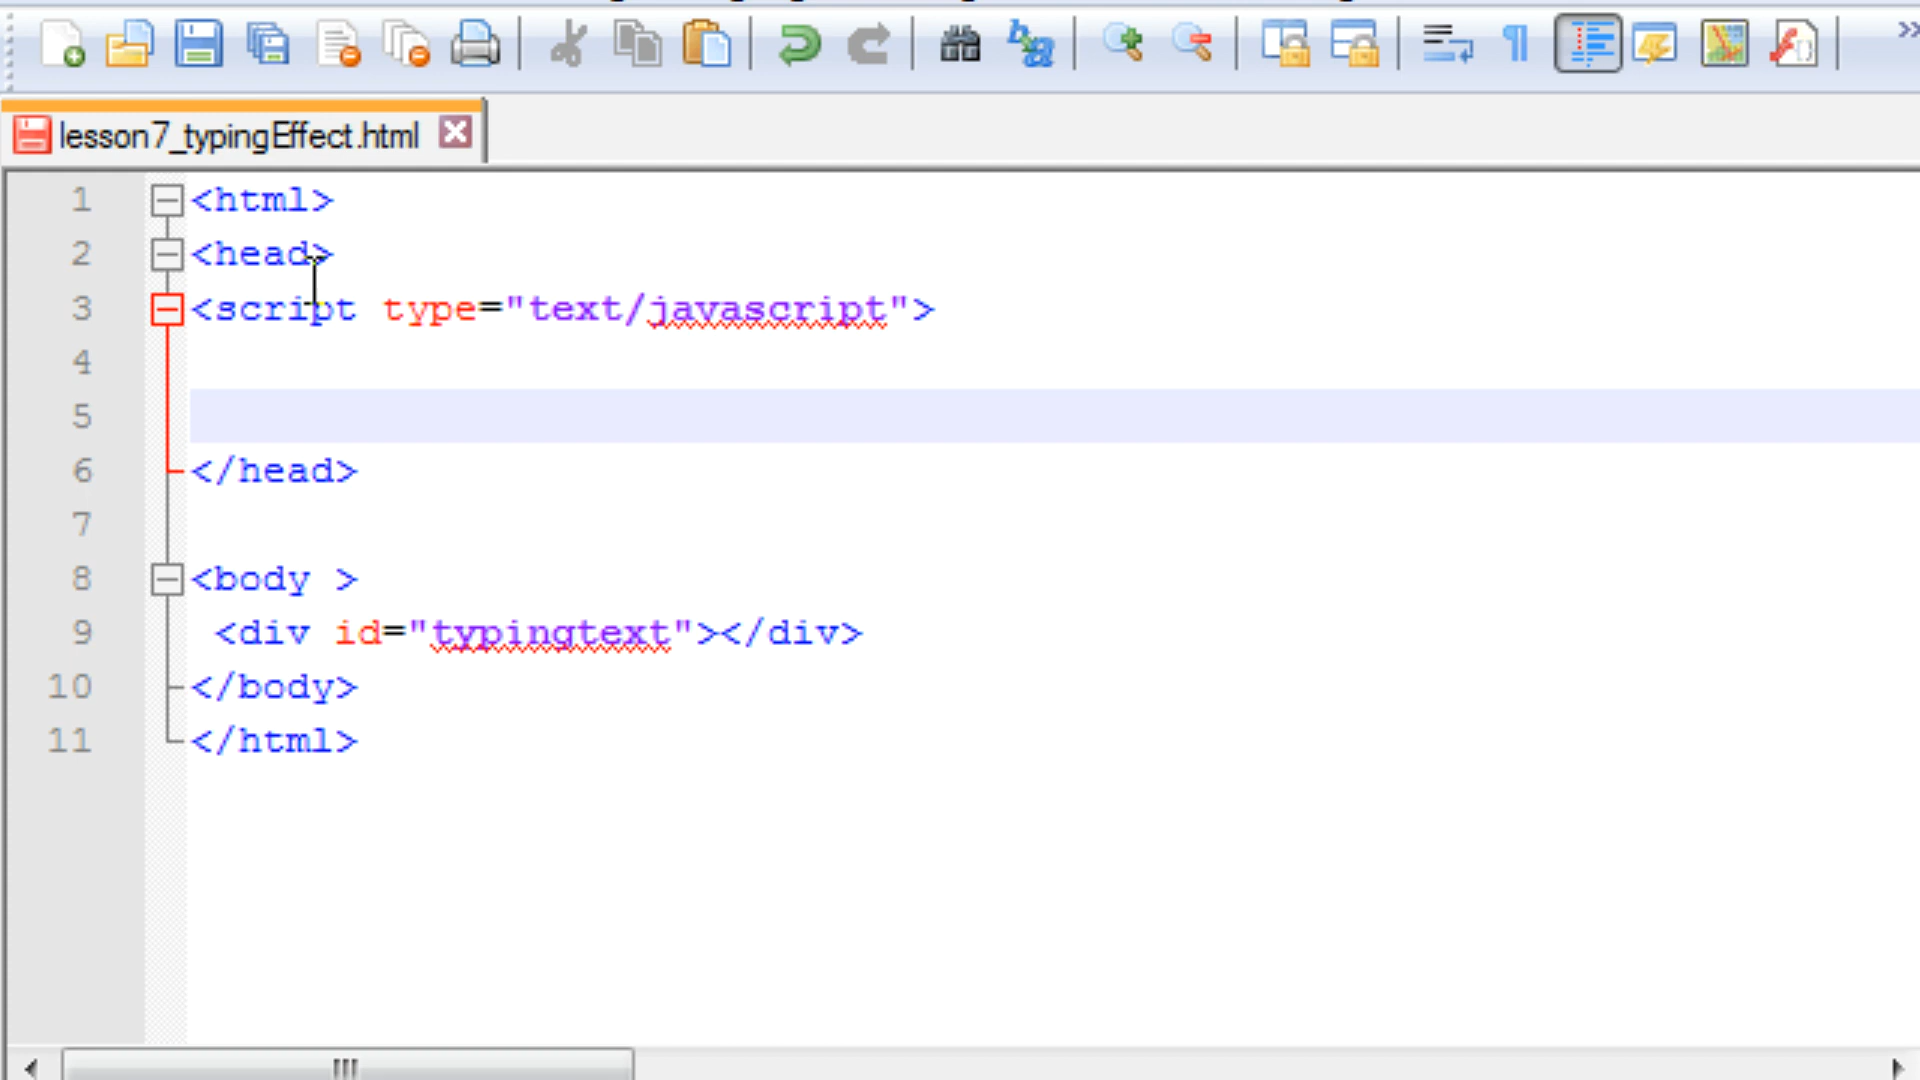 lesson7_typingEffect.html
1 <html>
2 <head>
3 <script type="text/javascript">
4
5
6 </head>
7
8 <body >
9 <div id="typingtext"></div>
10 </body>
11 </html>